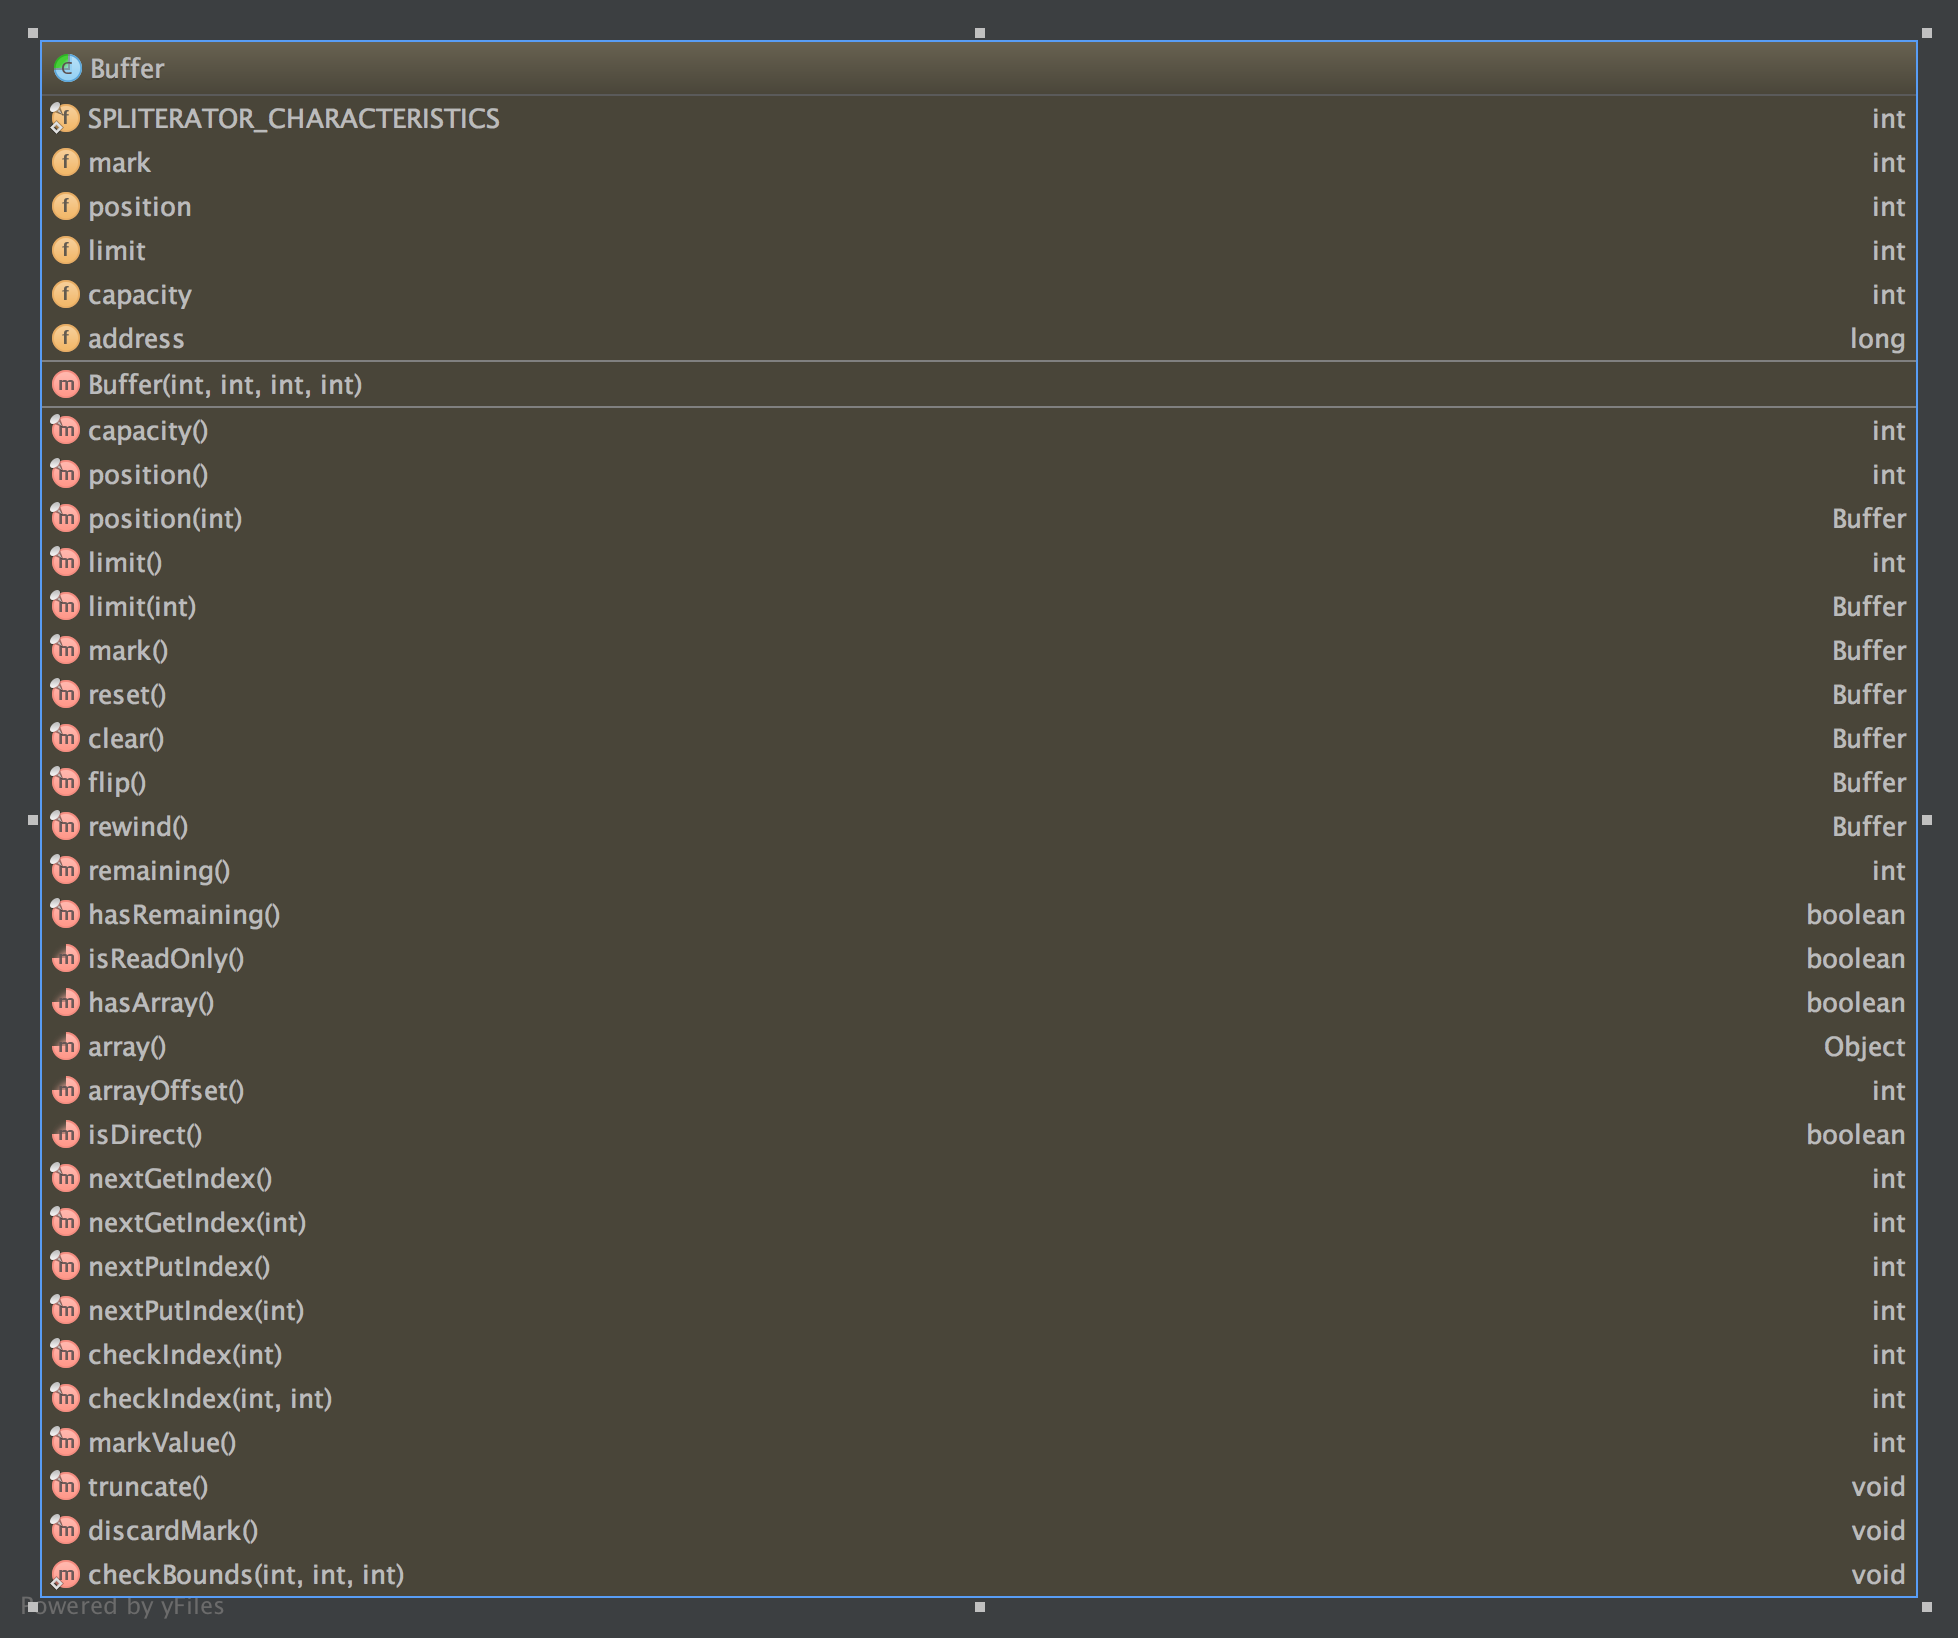 Buffer
SPLITERATOR_CHARACTERISTICS int
mark int
position int
limit int
capacity int
address long
Buffer(int, int, int, int)
capacity() int
position() int
position(int) Buffer
limit() int
limit(int) Buffer
mark() Buffer
reset() Buffer
clear() Buffer
flip() Buffer
rewind() Buffer
remaining() int
hasRemaining() boolean
isReadOnly() boolean
hasArray() boolean
array() Object
arrayOffset() int
isDirect() boolean
nextGetIndex() int
nextGetIndex(int) int
nextPutIndex() int
nextPutIndex(int) int
checkIndex(int) int
checkIndex(int, int) int
markValue() int
truncate() void
discardMark() void
checkBounds(int, int, int) void
Powered by yFiles